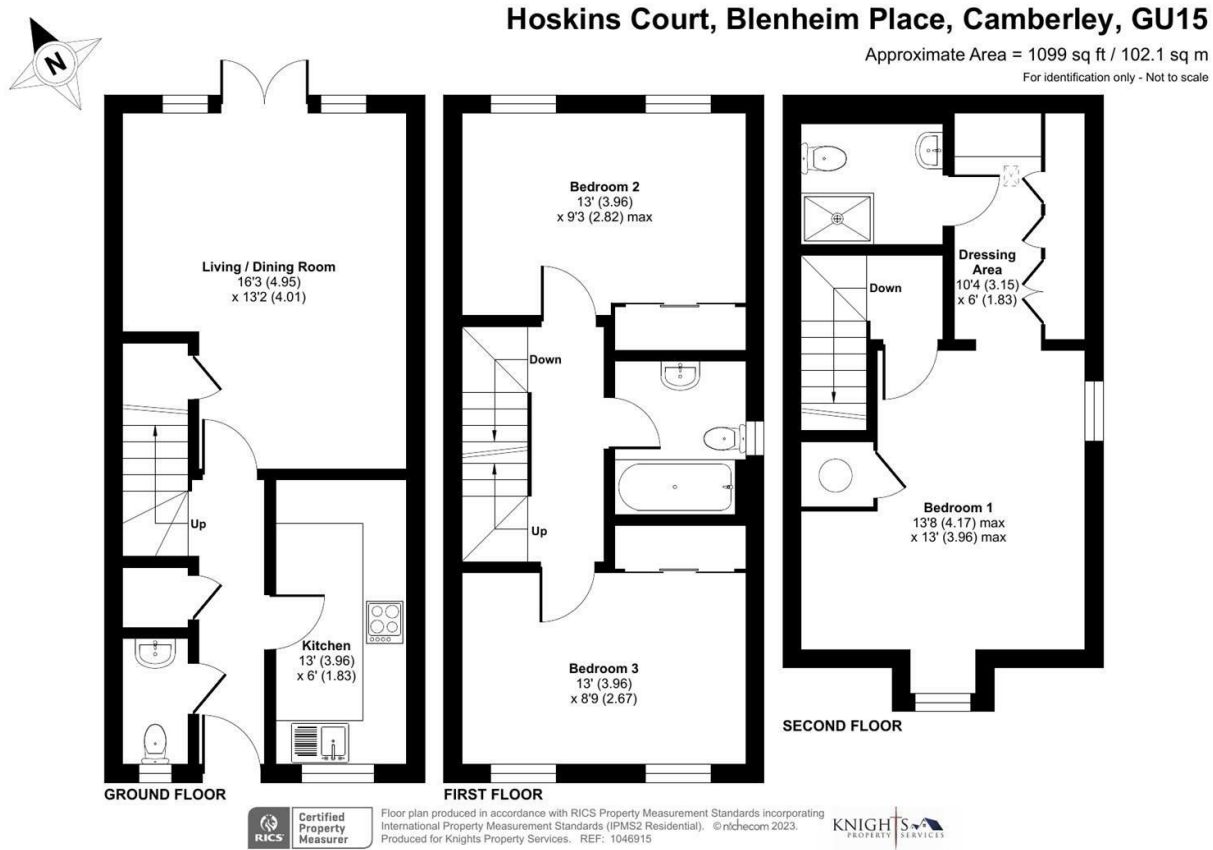 Hoskins Court, Blenheim Place, Camberley, GU15
Approximate Area = 1099 sq ft / 102.1 sq m
For identification only - Not to scale
N
Living / Dining Room
16'3 (4.95)
x 13'2 (4.01)
Up
Kitchen
13' (3.96)
x 6' (1.83)
GROUND FLOOR
Bedroom 2
13' (3.96)
x 9'3 (2.82) max
Down
Up
Bedroom 3
13' (3.96)
x 8'9 (2.67)
FIRST FLOOR
Dressing
Area
10'4 (3.15)
x 6' (1.83)
Down
Bedroom 1
13'8 (4.17) max
x 13' (3.96) max
SECOND FLOOR
RICS
Certified
Property
Measurer
Floor plan produced in accordance with RICS Property Measurement Standards incorporating
International Property Measurement Standards (IPMS2 Residential). © nichecom 2023.
Produced for Knights Property Services. REF: 1046915
KNIGHTS
PROPERTY SERVICES